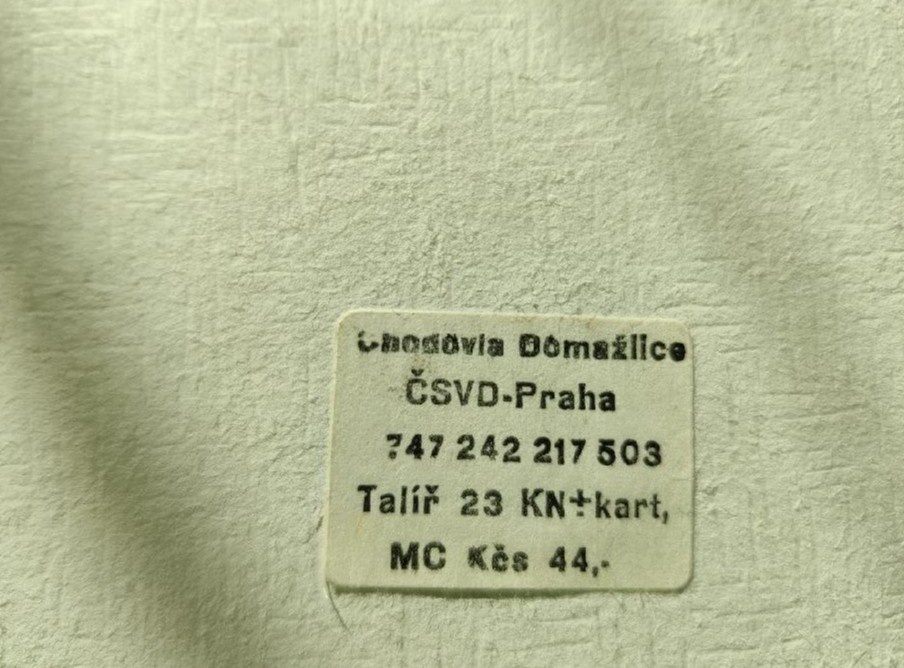 Chodovia Domažlice
ČSVD-Praha
747 242 217 503
Talíř 23 KN+kart,
MC Kčs 44,-